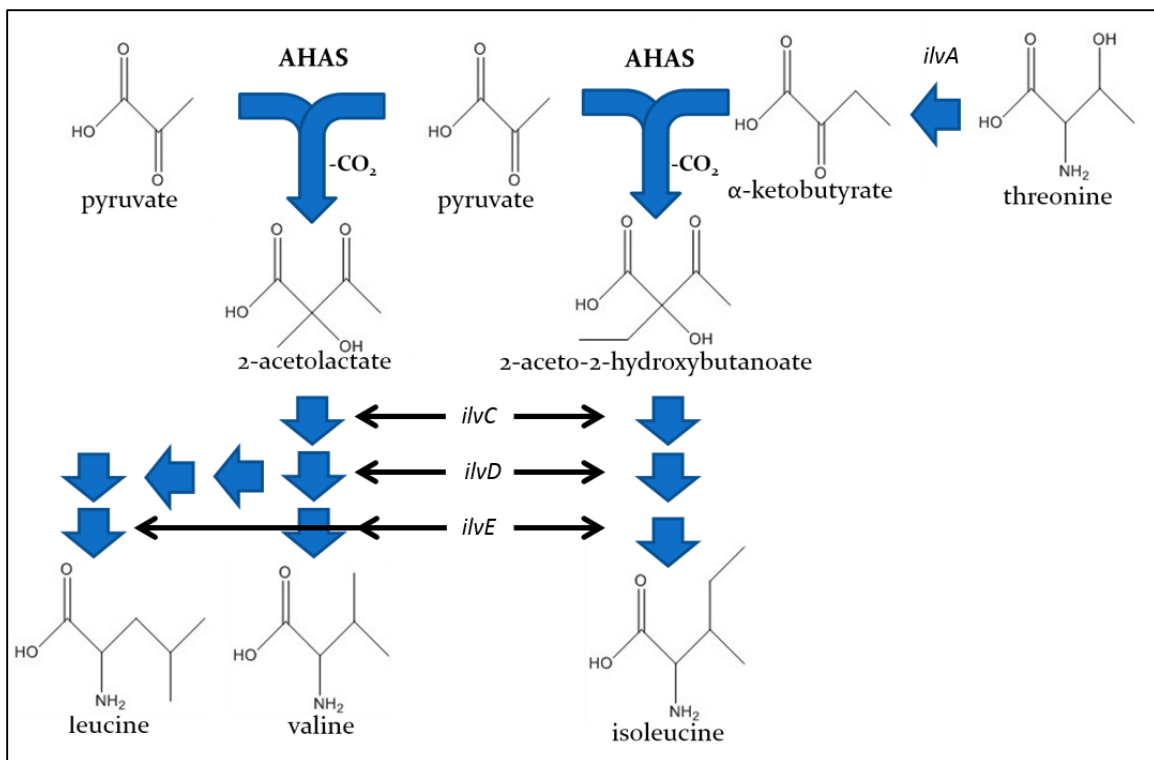 AHAS
AHAS
ilvA
O
O
O
OH
HO
HO
HO
HO
O
O
O
NH₂
-CO₂
-CO₂
pyruvate
pyruvate
α-ketobutyrate
threonine
O
O
O
O
HO
HO
OH
OH
2-acetolactate
2-aceto-2-hydroxybutanoate
ilvC
ilvD
ilvE
O
O
O
HO
HO
HO
NH₂
NH₂
NH₂
leucine
valine
isoleucine